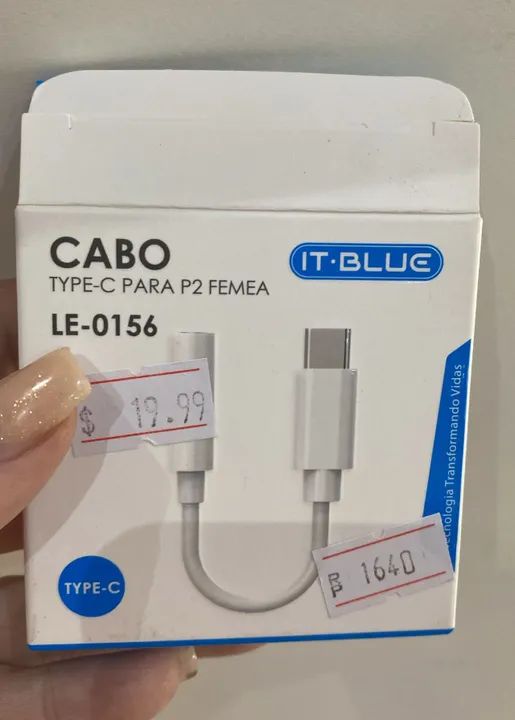 CABO
TYPE-C PARA P2 FEMEA
LE-0156
IT·BLUE
$ 19.99
Tecnologia Transformando Vidas
TYPE-C
1640